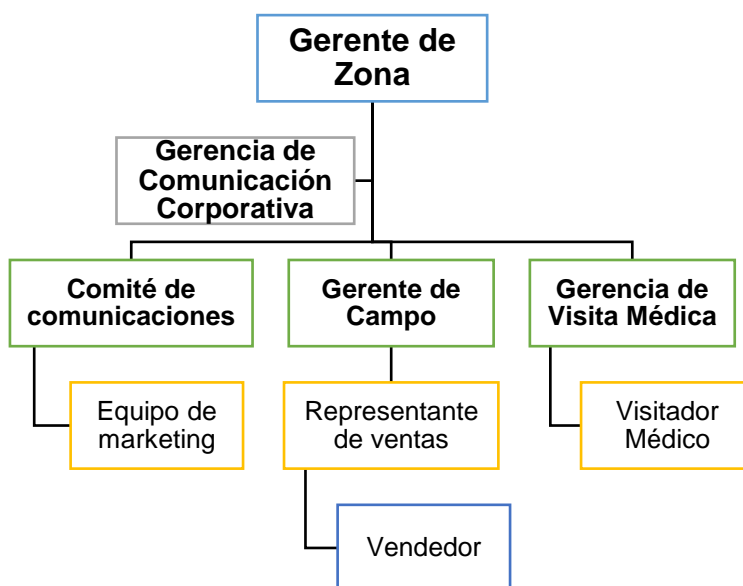 Gerente de
Zona
Gerencia de
Comunicación
Corporativa
Comité de
comunicaciones
Gerente de
Campo
Gerencia de
Visita Médica
Equipo de
marketing
Representante
de ventas
Visitador
Médico
Vendedor